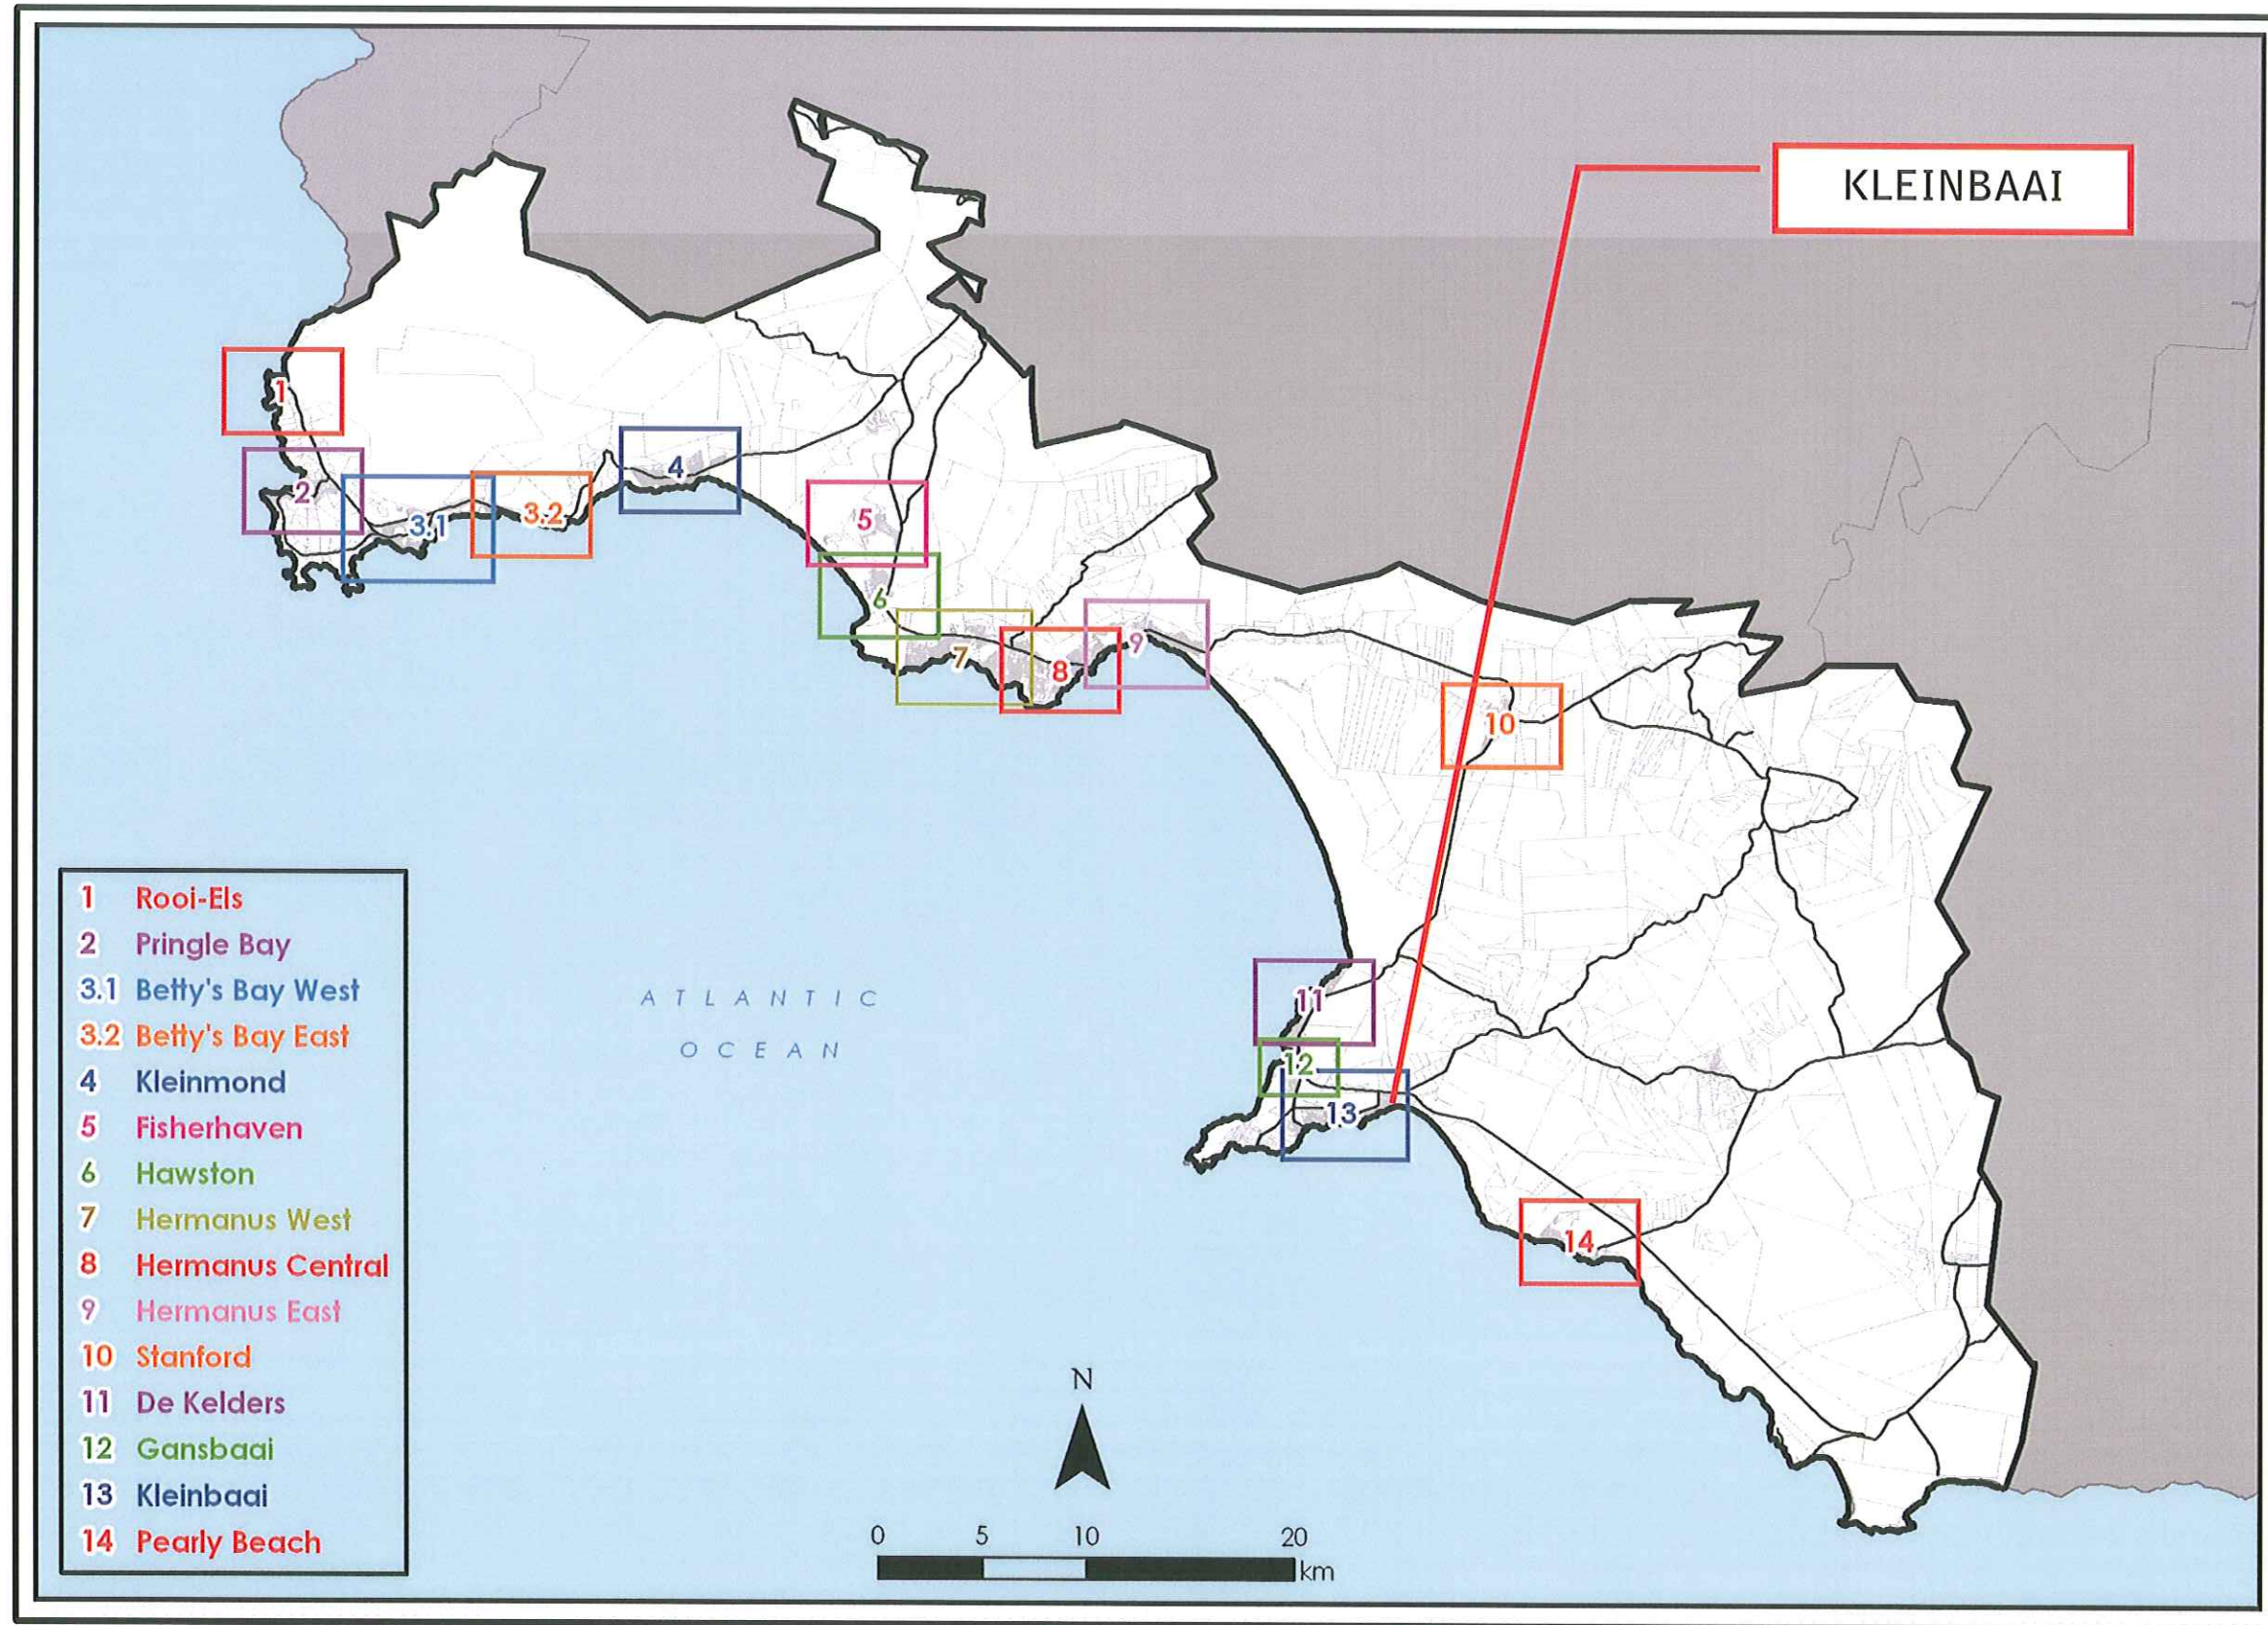 KLEINBAAI
1
2
3.1
3.2
4
5
6
7
8
9
10
11
12
13
14
ATLANTIC
OCEAN
1 Rooi-Els
2 Pringle Bay
3.1 Betty's Bay West
3.2 Betty's Bay East
4 Kleinmond
5 Fisherhaven
6 Hawston
7 Hermanus West
8 Hermanus Central
9 Hermanus East
10 Stanford
11 De Kelders
12 Gansbaai
13 Kleinbaai
14 Pearly Beach
N
0 5 10 20
km